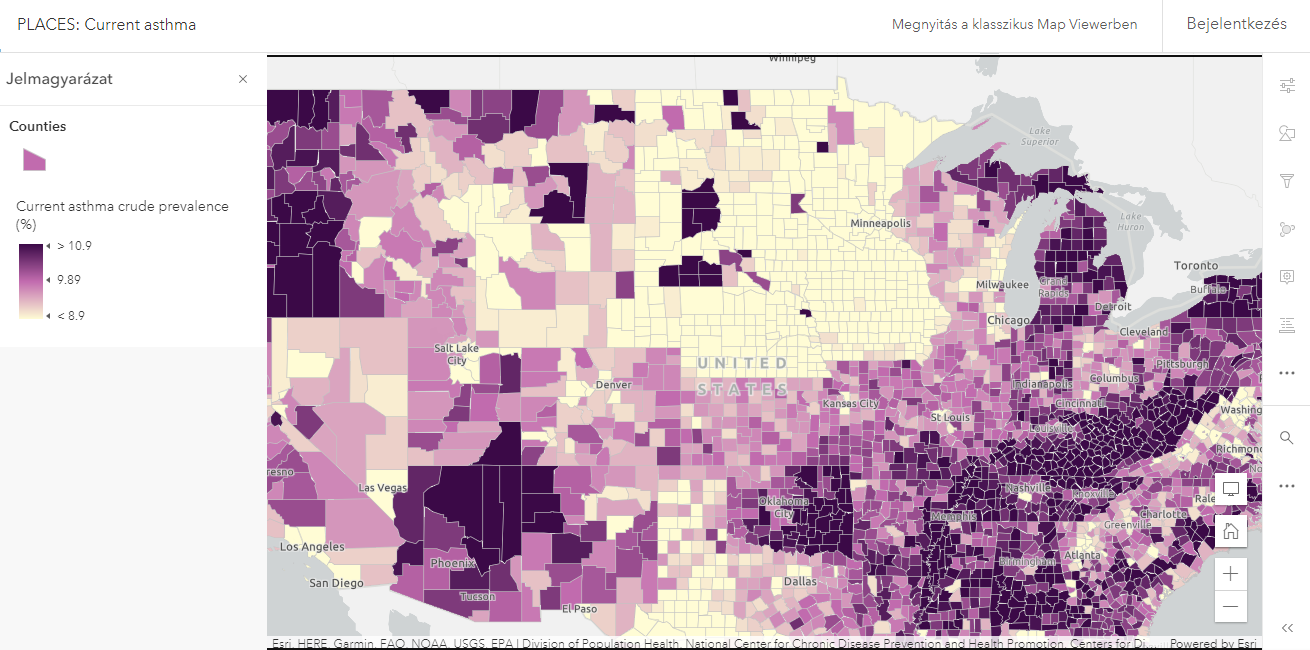 PLACES: Current asthma
Megnyitás a klasszikus Map Viewerben
Bejelentkezés
Jelmagyarázat
Counties
Current asthma crude prevalence
(%)
> 10.9
9.89
< 8.9
Winnipeg
Lake
Superior
Lake
Huron
Minneapolis
Toronto
Milwaukee
Grand
Rapids
Buffalo
Detroit
Chicago
Cleveland
Salt Lake
City
UNITED
STATES
Pittsburgh
Denver
Indianapolis
Columbus
Kansas City
Cincinnati
Washing
St Louis
Louisville
Richmond
resno
Las Vegas
Nashville
Knoxville
Rale
Oklahoma
City
Memphis
Charlotte
Greenville
Los Angeles
Atlanta
Phoenix
Birmingham
San Diego
Dallas
Tucson
El Paso
Esri, HERE, Garmin, FAO, NOAA, USGS, EPA | Division of Population Health, National Center for Chronic Disease Prevention and Health Promotion, Centers for Di... Powered by Esri